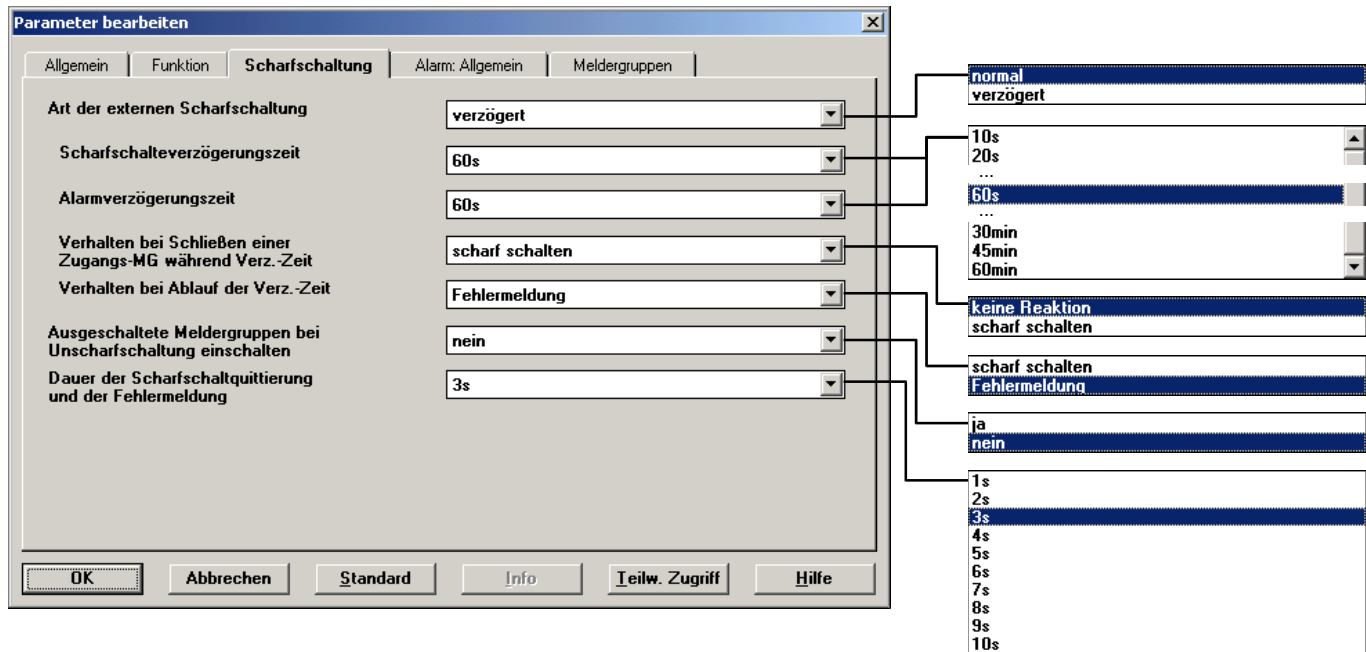 Parameter bearbeiten
Allgemein
Funktion
Scharfschaltung
Alarm: Allgemein
Meldergruppen
Art der externen Scharfschaltung
verzögert
Scharfschalteverzögerungszeit
60s
Alarmverzögerungszeit
60s
Verhalten bei Schließen einer
Zugangs-MG während Verz.-Zeit
scharf schalten
Verhalten bei Ablauf der Verz.-Zeit
Fehlermeldung
Ausgeschaltete Meldergruppen bei
Unscharfschaltung einschalten
nein
Dauer der Scharfschaltquittierung
und der Fehlermeldung
3s
OK
Abbrechen
Standard
Info
Teilw. Zugriff
Hilfe
normal
verzögert
10s
20s
...
60s
...
30min
45min
60min
keine Reaktion
scharf schalten
scharf schalten
Fehlermeldung
ja
nein
1s
2s
3s
4s
5s
6s
7s
8s
9s
10s